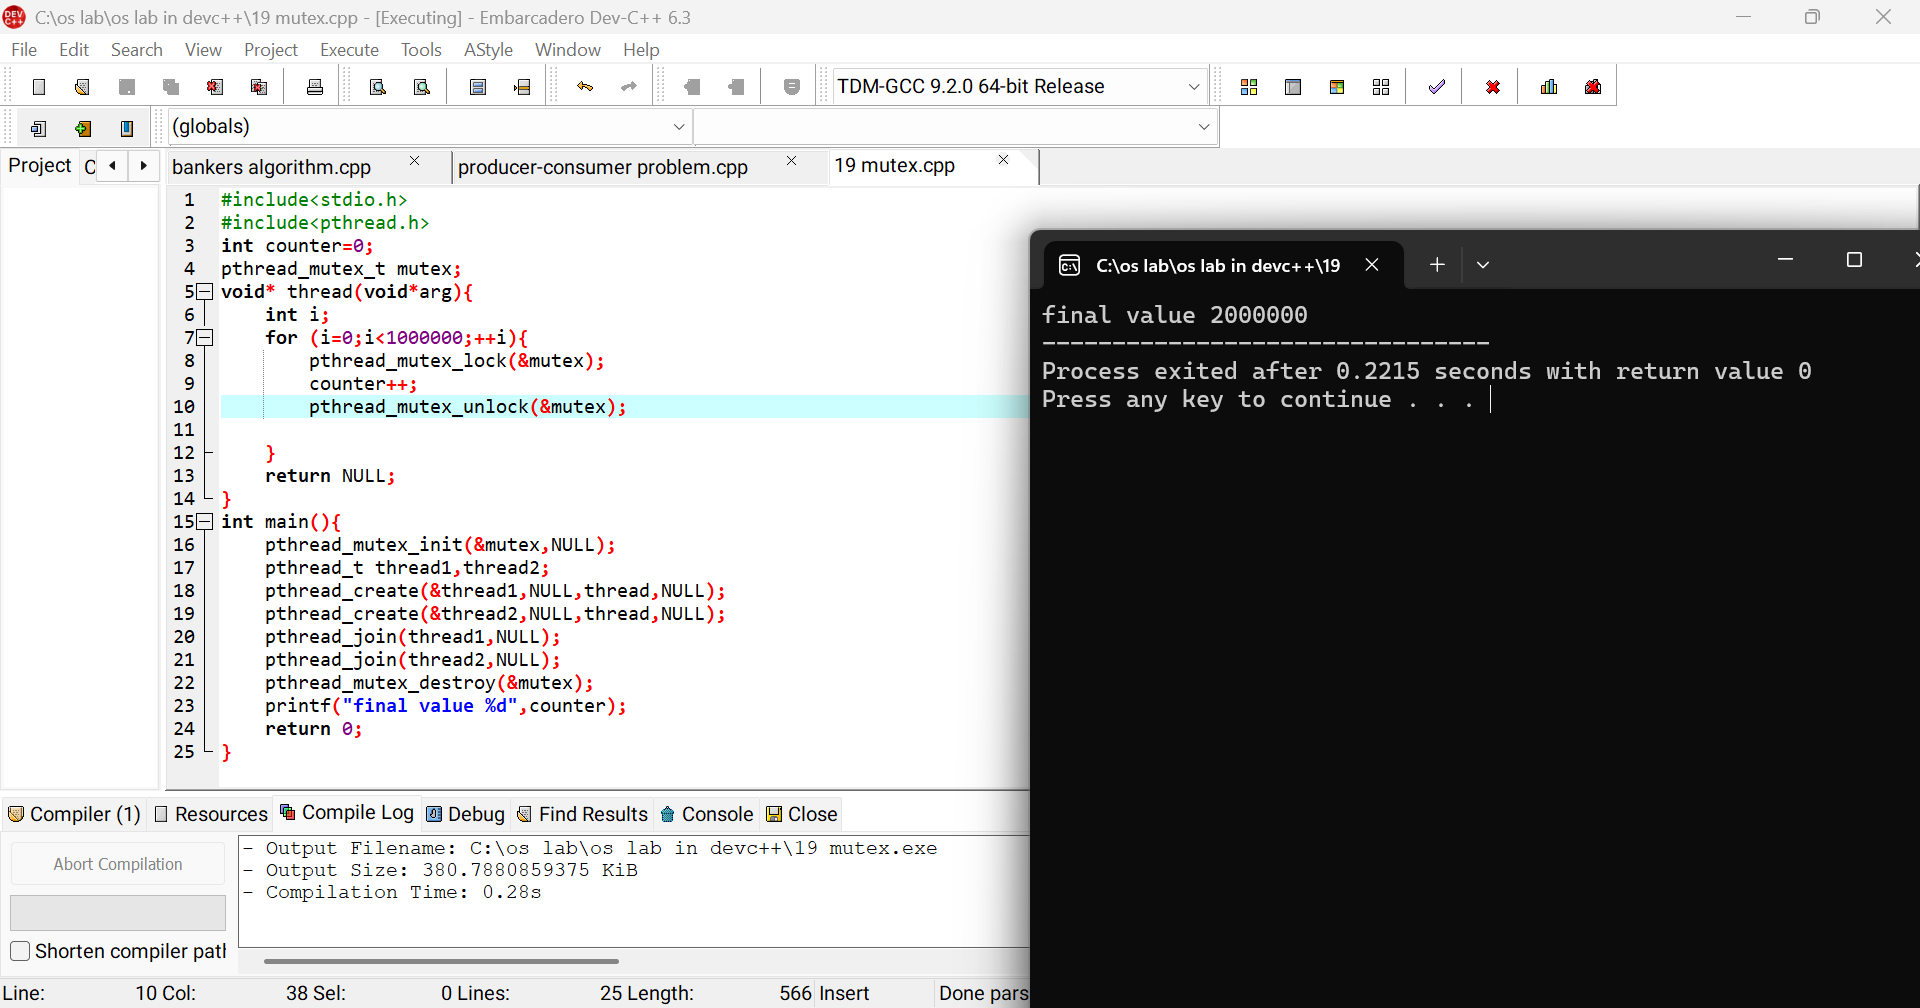 C:\os lab\os lab in devc++\19 mutex.cpp - [Executing] - Embarcadero Dev-C++ 6.3
File Edit Search View Project Execute Tools AStyle Window Help
TDM-GCC 9.2.0 64-bit Release
(globals)
Project C bankers algorithm.cpp producer-consumer problem.cpp 19 mutex.cpp
1 #include<stdio.h>
2 #include<pthread.h>
3 int counter=0;
4 pthread_mutex_t mutex;
5 void* thread(void*arg){
6 int i;
7 for (i=0;i<1000000;++i){
8 pthread_mutex_lock(&mutex);
9 counter++;
10 pthread_mutex_unlock(&mutex);
11
12 }
13 return NULL;
14 }
15 int main(){
16 pthread_mutex_init(&mutex,NULL);
17 pthread_t thread1,thread2;
18 pthread_create(&thread1,NULL,thread,NULL);
19 pthread_create(&thread2,NULL,thread,NULL);
20 pthread_join(thread1,NULL);
21 pthread_join(thread2,NULL);
22 pthread_mutex_destroy(&mutex);
23 printf("final value %d",counter);
24 return 0;
25 }
C:\os lab\os lab in devc++\19
final value 2000000
--------------------------------
Process exited after 0.2215 seconds with return value 0
Press any key to continue . . .
Compiler (1) Resources Compile Log Debug Find Results Console Close
Abort Compilation
Shorten compiler path
- Output Filename: C:\os lab\os lab in devc++\19 mutex.exe
- Output Size: 380.7880859375 KiB
- Compilation Time: 0.28s
Line: 10 Col: 38 Sel: 0 Lines: 25 Length: 566 Insert Done pars